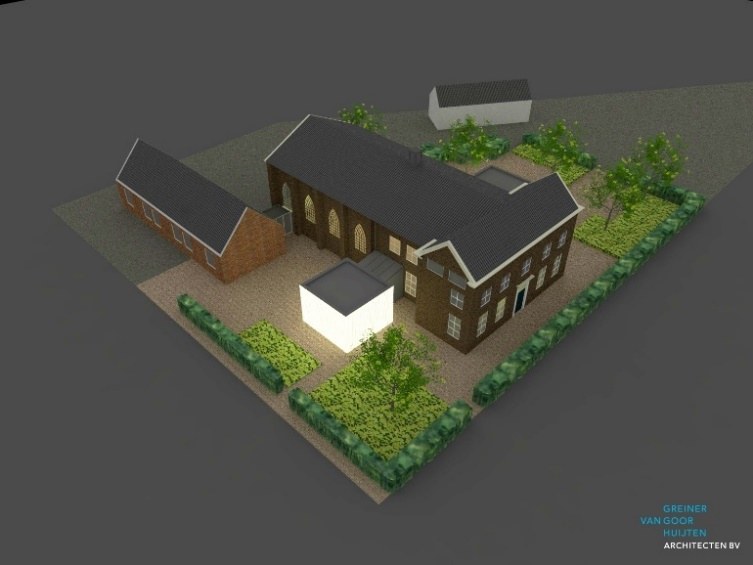 GREINER
VAN GOOR
HUIJTEN
ARCHITECTEN BV